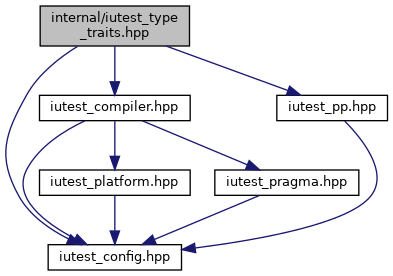 internal/iutest_type
_traits.hpp
iutest_compiler.hpp
iutest_pp.hpp
iutest_platform.hpp
iutest_pragma.hpp
iutest_config.hpp